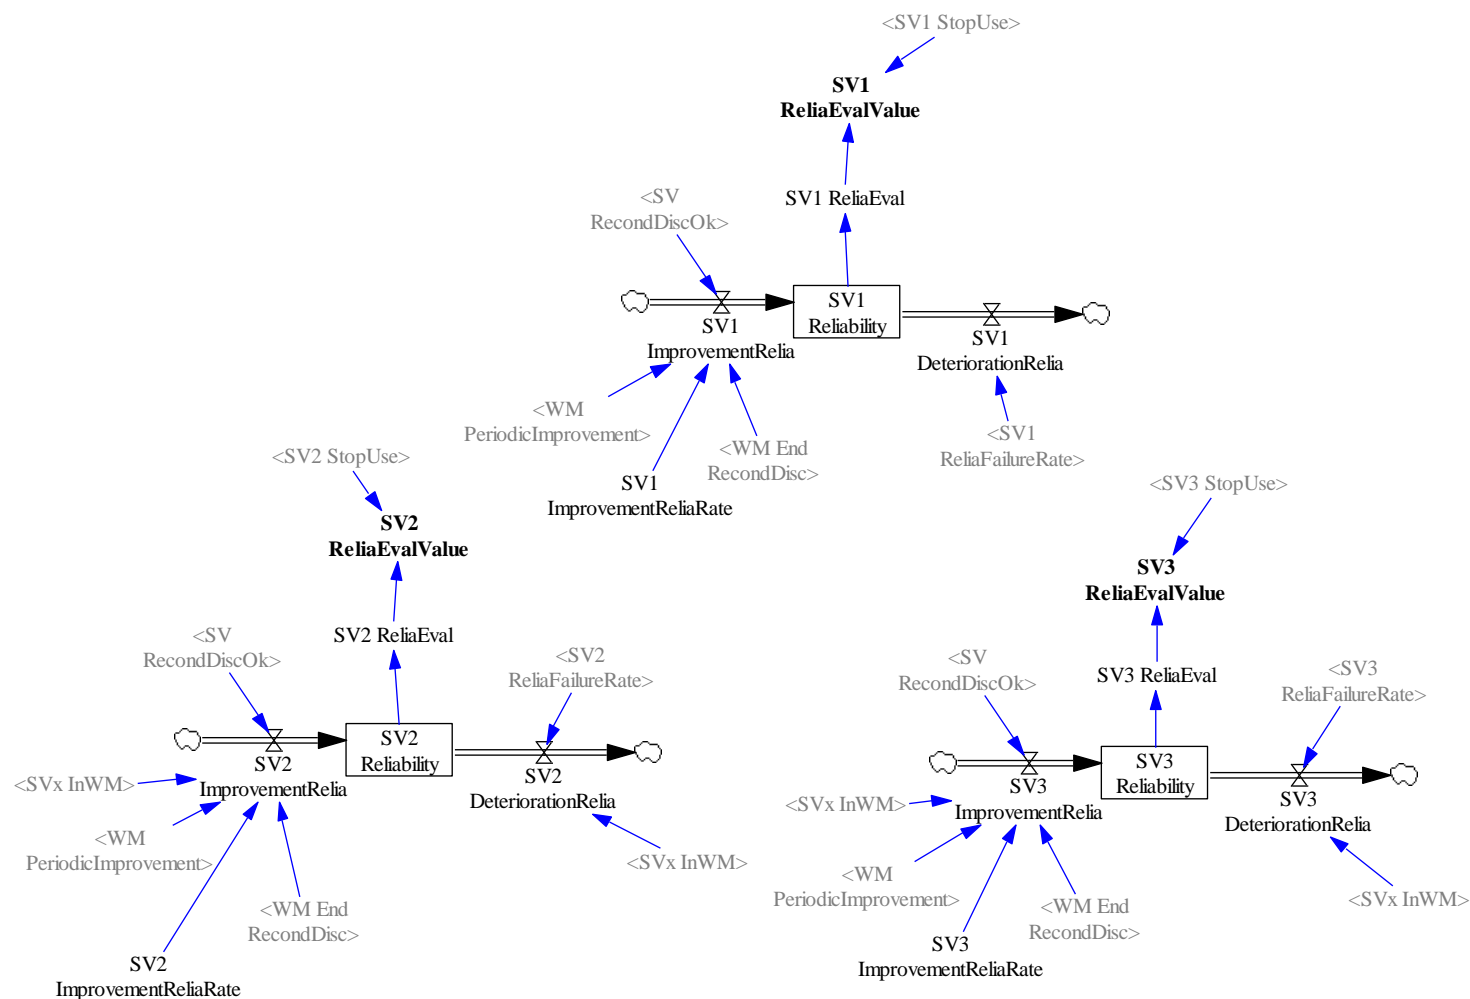 <SV1 StopUse>
SV1
ReliaEvalValue
SV1 ReliaEval
<SV
RecondDiscOk>
SV1
Reliability
SV1
ImprovementRelia
SV1
DeteriorationRelia
<WM
PeriodicImprovement>
<WM End
RecondDisc>
<SV1
ReliaFailureRate>
SV1
ImprovementReliaRate
<SV2 StopUse>
SV2
ReliaEvalValue
SV2 ReliaEval
<SV
RecondDiscOk>
<SV2
ReliaFailureRate>
SV2
Reliability
SV2
ImprovementRelia
SV2
DeteriorationRelia
<SVx InWM>
<WM
PeriodicImprovement>
<SVx InWM>
<WM End
RecondDisc>
SV2
ImprovementReliaRate
<SV3 StopUse>
SV3
ReliaEvalValue
SV3 ReliaEval
<SV
RecondDiscOk>
<SV3
ReliaFailureRate>
SV3
Reliability
SV3
ImprovementRelia
SV3
DeteriorationRelia
<SVx InWM>
<WM
PeriodicImprovement>
<SVx InWM>
<WM End
RecondDisc>
SV3
ImprovementReliaRate